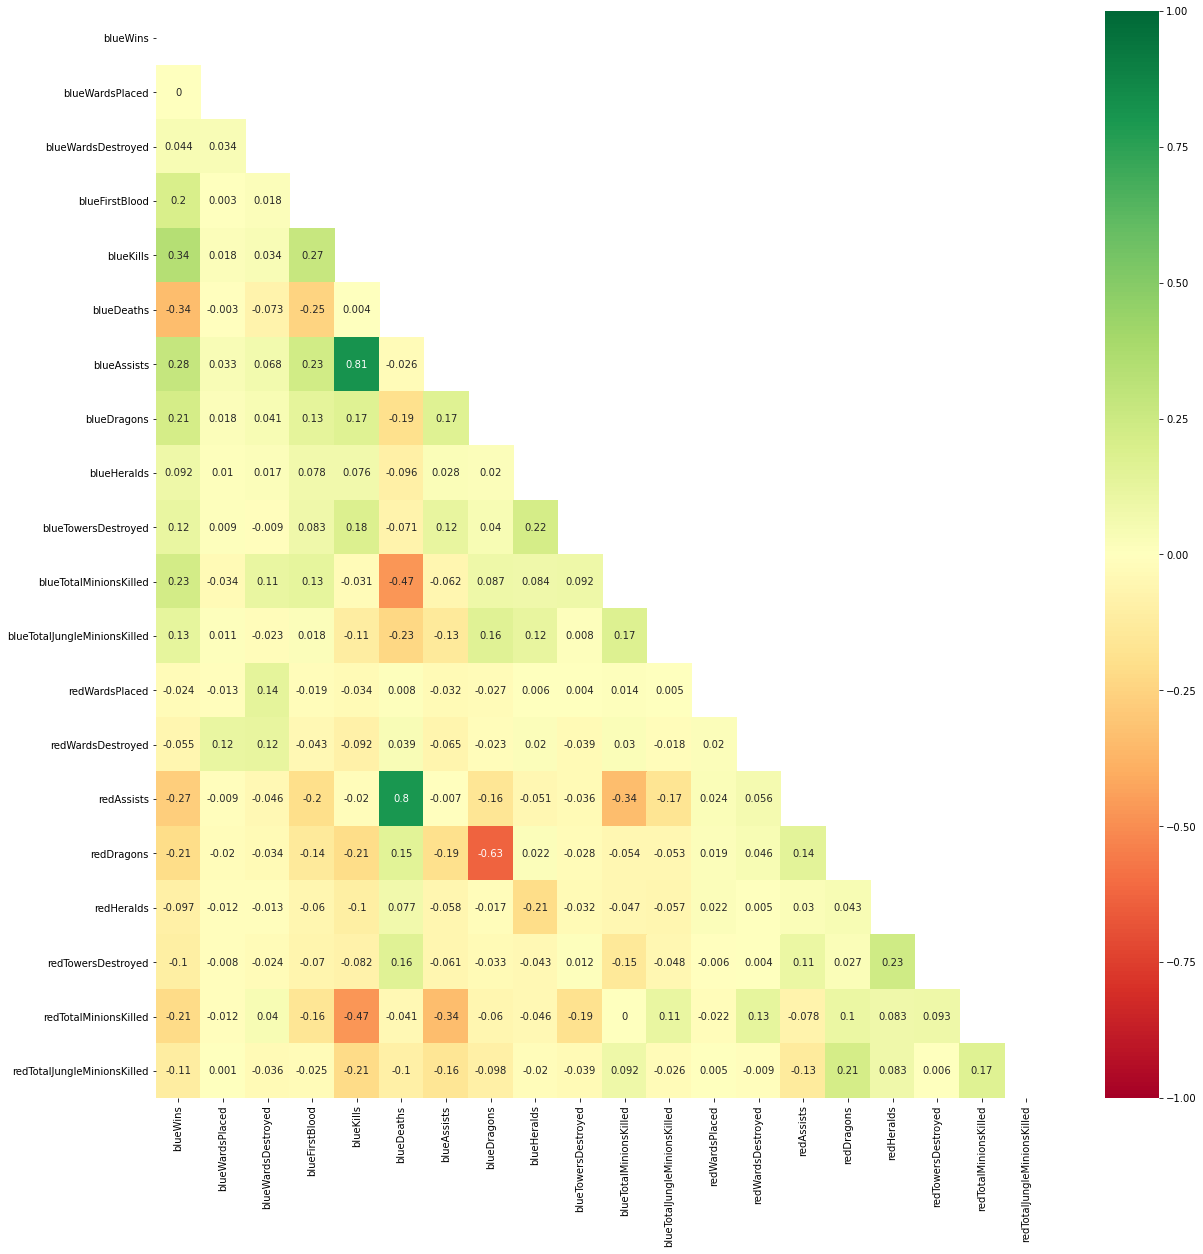 1.00
blueWins
blueWardsPlaced 0
blueWardsDestroyed 0.044 0.034
0.75
blueFirstBlood 0.2 0.003 0.018
blueKills 0.34 0.018 0.034 0.27
0.50
blueDeaths -0.34 -0.003 -0.073 -0.25 0.004
blueAssists 0.28 0.033 0.068 0.23 0.81 -0.026
blueDragons 0.21 0.018 0.041 0.13 0.17 -0.19 0.17
0.25
blueHeralds 0.092 0.01 0.017 0.078 0.076 -0.096 0.028 0.02
blueTowersDestroyed 0.12 0.009 -0.009 0.083 0.18 -0.071 0.12 0.04 0.22
0.00
blueTotalMinionsKilled 0.23 -0.034 0.11 0.13 -0.031 -0.47 -0.062 0.087 0.084 0.092
blueTotalJungleMinionsKilled 0.13 0.011 -0.023 0.018 -0.11 -0.23 -0.13 0.16 0.12 0.008 0.17
redWardsPlaced -0.024 -0.013 0.14 -0.019 -0.034 0.008 -0.032 -0.027 0.006 0.004 0.014 0.005
-0.25
redWardsDestroyed -0.055 0.12 0.12 -0.043 -0.092 0.039 -0.065 -0.023 0.02 -0.039 0.03 -0.018 0.02
redAssists -0.27 -0.009 -0.046 -0.2 -0.02 0.8 -0.007 -0.16 -0.051 -0.036 -0.34 -0.17 0.024 0.056
-0.50
redDragons -0.21 -0.02 -0.034 -0.14 -0.21 0.15 -0.19 -0.63 0.022 -0.028 -0.054 -0.053 0.019 0.046 0.14
redHeralds -0.097 -0.012 -0.013 -0.06 -0.1 0.077 -0.058 -0.017 -0.21 -0.032 -0.047 -0.057 0.022 0.005 0.03 0.043
redTowersDestroyed -0.1 -0.008 -0.024 -0.07 -0.082 0.16 -0.061 -0.033 -0.043 0.012 -0.15 -0.048 -0.006 0.004 0.11 0.027 0.23
-0.75
redTotalMinionsKilled -0.21 -0.012 0.04 -0.16 -0.47 -0.041 -0.34 -0.06 -0.046 -0.19 0 0.11 -0.022 0.13 -0.078 0.1 0.083 0.093
redTotalJungleMinionsKilled -0.11 0.001 -0.036 -0.025 -0.21 -0.1 -0.16 -0.098 -0.02 -0.039 0.092 -0.026 0.005 -0.009 -0.13 0.21 0.083 0.006 0.17
-1.00
blueWins
blueWardsPlaced
blueWardsDestroyed
blueFirstBlood
blueKills
blueDeaths
blueAssists
blueDragons
blueHeralds
blueTowersDestroyed
blueTotalMinionsKilled
blueTotalJungleMinionsKilled
redWardsPlaced
redWardsDestroyed
redAssists
redDragons
redHeralds
redTowersDestroyed
redTotalMinionsKilled
redTotalJungleMinionsKilled